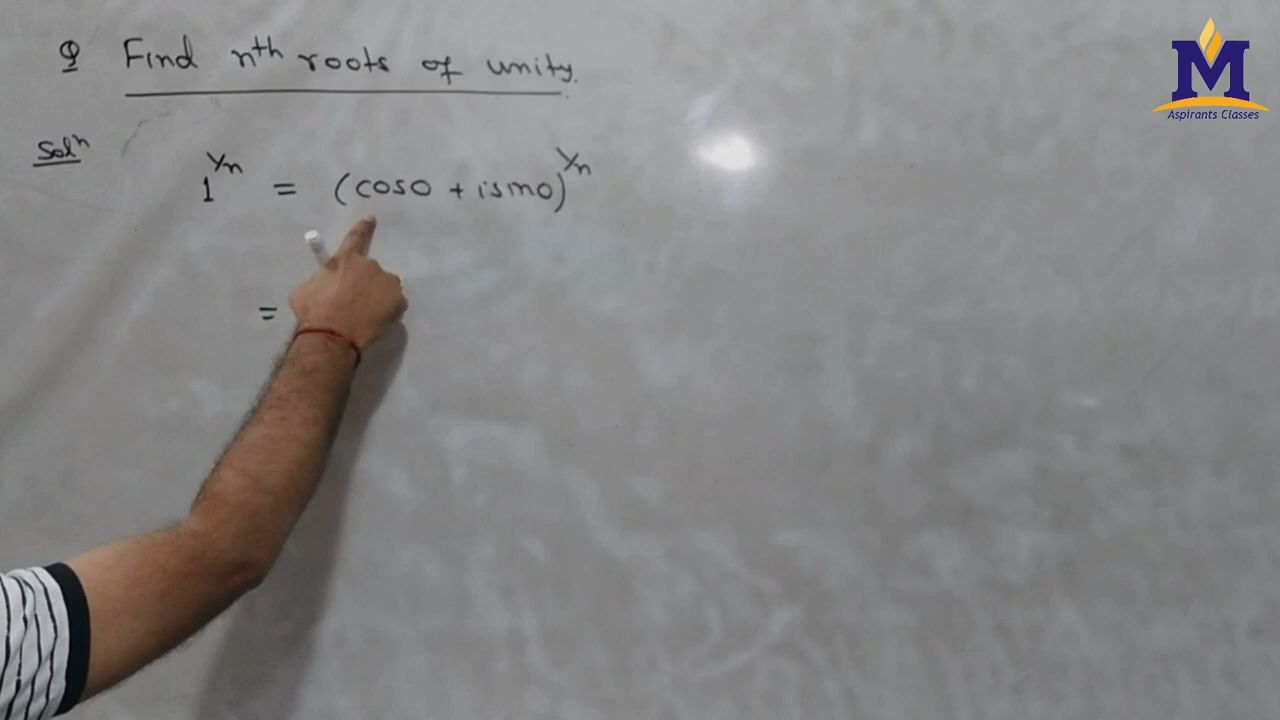 Q Find nth roots of unity.
Solⁿ
1^1/n = (cos0 + isin0)^1/n
=
M
Aspirants Classes